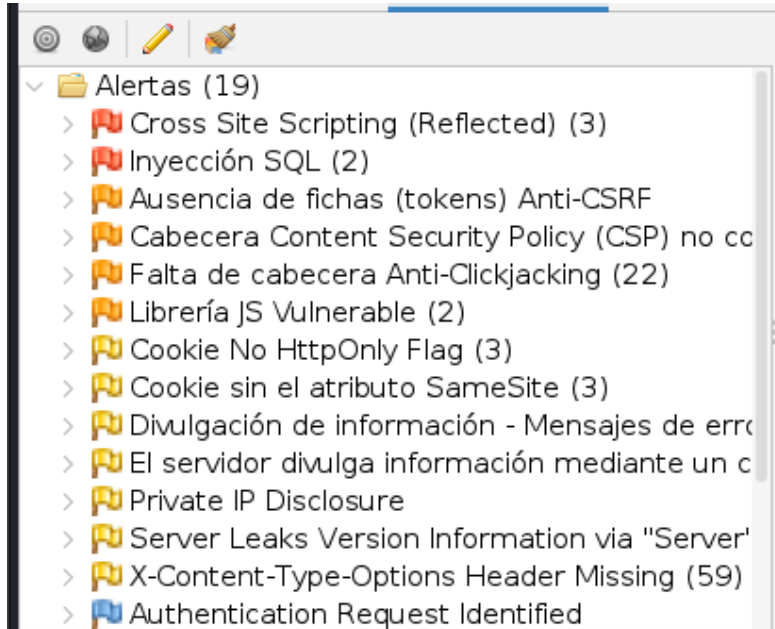 Alertas (19)
Cross Site Scripting (Reflected) (3)
Inyección SQL (2)
Ausencia de fichas (tokens) Anti-CSRF
Cabecera Content Security Policy (CSP) no co
Falta de cabecera Anti-Clickjacking (22)
Librería JS Vulnerable (2)
Cookie No HttpOnly Flag (3)
Cookie sin el atributo SameSite (3)
Divulgación de información - Mensajes de erro
El servidor divulga información mediante un c
Private IP Disclosure
Server Leaks Version Information via "Server"
X-Content-Type-Options Header Missing (59)
Authentication Request Identified